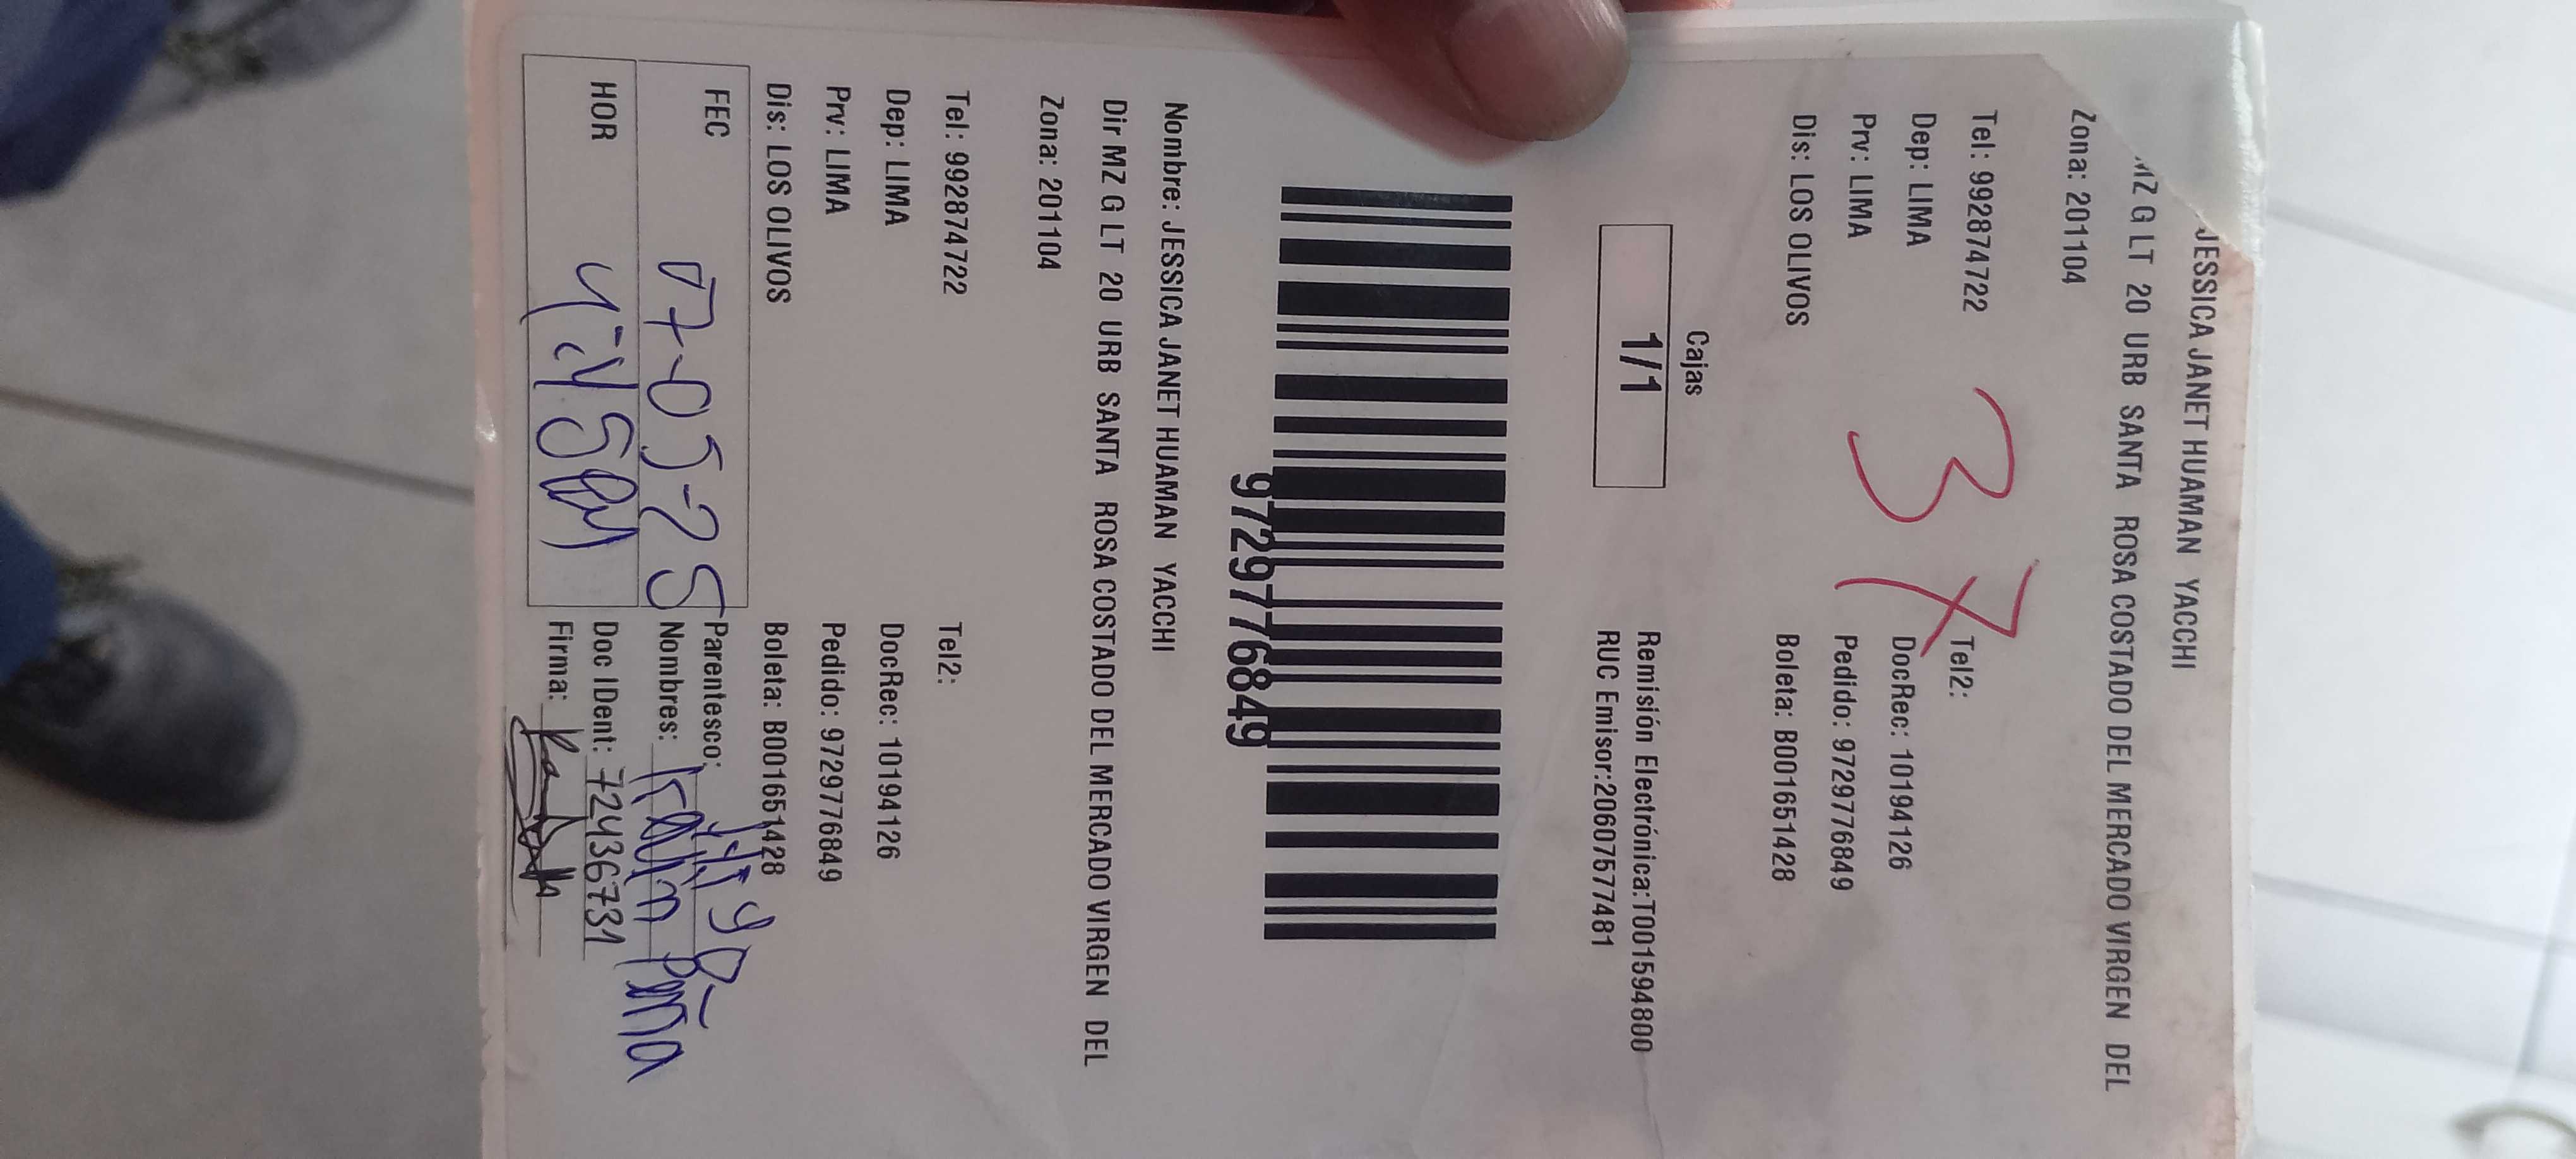 JESSICA JANET HUAMAN YACCHI
MZ G LT 20 URB SANTA ROSA COSTADO DEL MERCADO VIRGEN DEL
Zona: 201104
Tel: 992874722 Tel2:
Dep: LIMA DocRec: 10194126
Prv: LIMA Pedido: 9729776849
Dis: LOS OLIVOS Boleta: B001651428
37
Cajas
1/1
Remisión Electrónica:T001594800
RUC Emisor:20607577481
9729776849
Nombre: JESSICA JANET HUAMAN YACCHI
Dir MZ G LT 20 URB SANTA ROSA COSTADO DEL MERCADO VIRGEN DEL
Zona: 201104
Tel: 992874722 Tel2:
Dep: LIMA DocRec: 10194126
Prv: LIMA Pedido: 9729776849
Dis: LOS OLIVOS Boleta: B001651428
FEC 07-05-25 Parentesco:
Nombres:
HOR Doc IDent: 72436731
Firma: